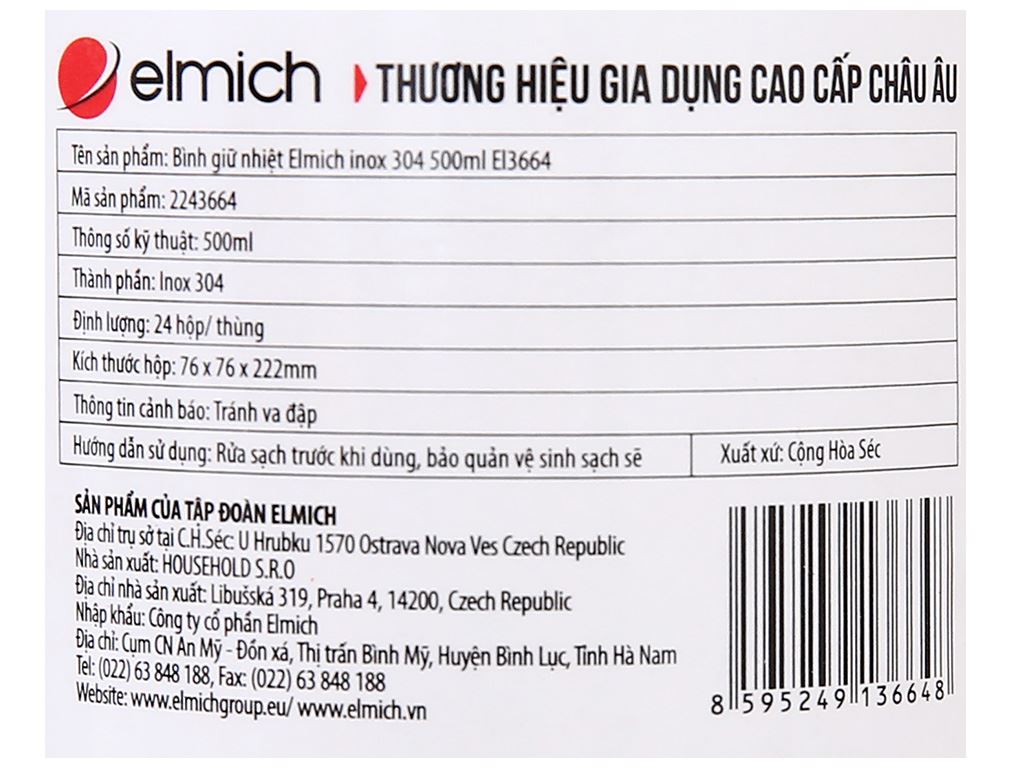 elmich THƯƠNG HIỆU GIA DỤNG CAO CẤP CHÂU ÂU
Tên sản phẩm: Bình giữ nhiệt Elmich inox 304 500ml El3664
Mã sản phẩm: 2243664
Thông số kỹ thuật: 500ml
Thành phần: Inox 304
Định lượng: 24 hộp/ thùng
Kích thước hộp: 76 x 76 x 222mm
Thông tin cảnh báo: Tránh va đập
Hướng dẫn sử dụng: Rửa sạch trước khi dùng, bảo quản vệ sinh sạch sẽ
Xuất xứ: Cộng Hòa Séc
SẢN PHẨM CỦA TẬP ĐOÀN ELMICH
Địa chỉ trụ sở tại C.H.Séc: U Hrubku 1570 Ostrava Nova Ves Czech Republic
Nhà sản xuất: HOUSEHOLD S.R.O
Địa chỉ nhà sản xuất: Libušská 319, Praha 4, 14200, Czech Republic
Nhập khẩu: Công ty cổ phần Elmich
Địa chỉ: Cụm CN An Mỹ - Đồn xá, Thị trấn Bình Mỹ, Huyện Bình Lục, Tỉnh Hà Nam
Tel: (022) 63 848 188, Fax: (022) 63 848 188
Website: www.elmichgroup.eu/ www.elmich.vn
8 595249 136648